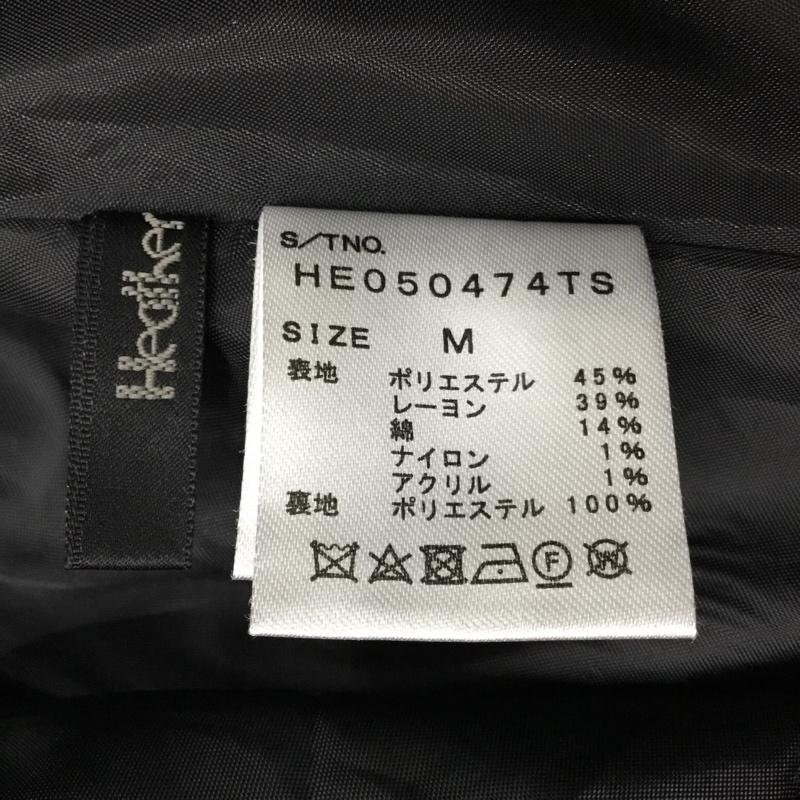 Heather
S/TNO.
HE050474TS
SIZE M
表地 ポリエステル 45%
レーヨン 39%
綿 14%
ナイロン 1%
アクリル 1%
裏地 ポリエステル 100%
F
W